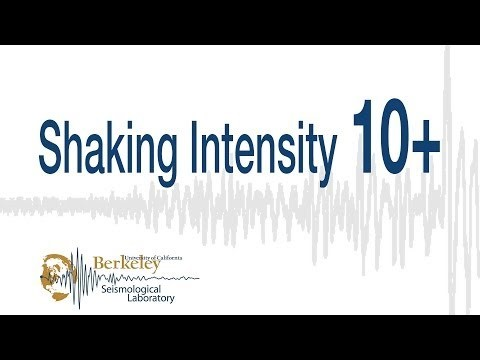 Shaking Intensity 10+
University of California
Berkeley
Seismological
Laboratory